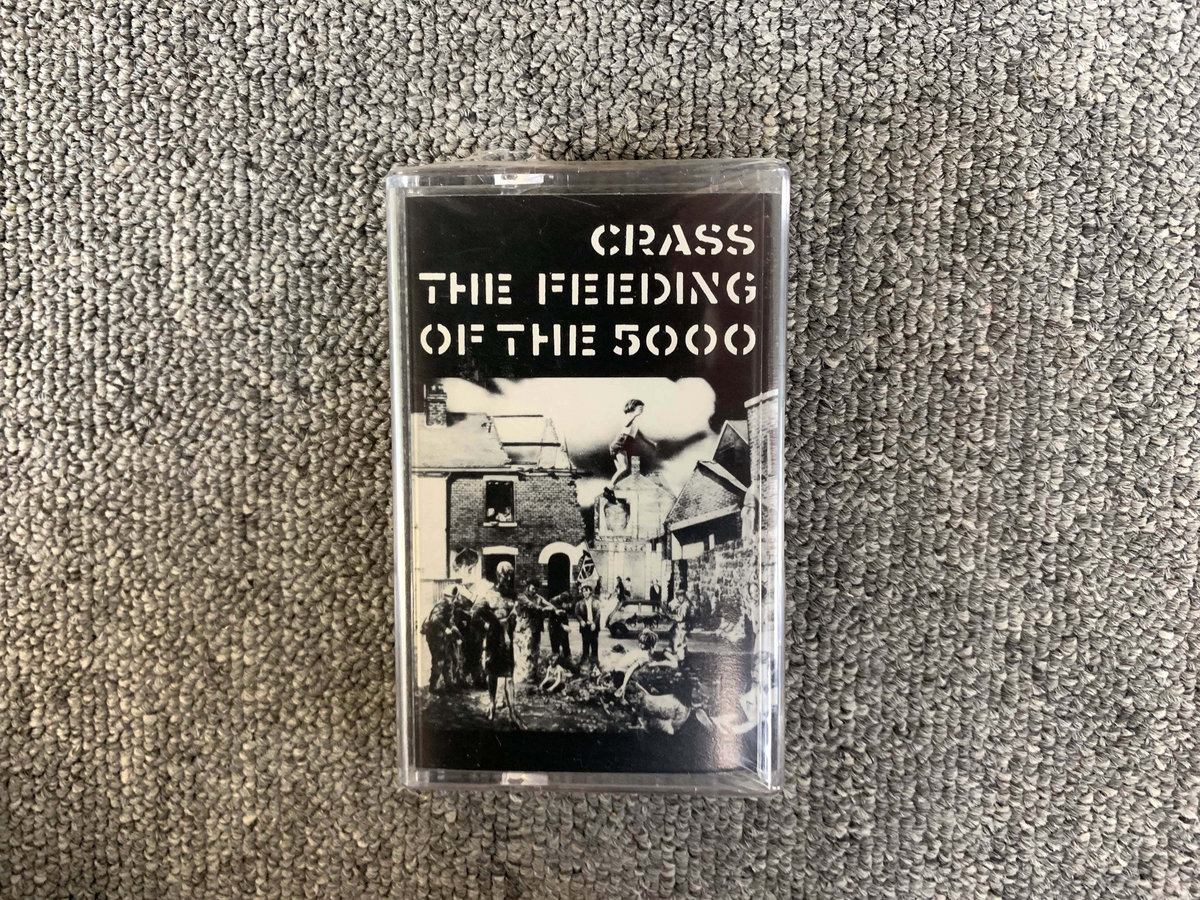 CRASS
THE FEEDING
OF THE 5000